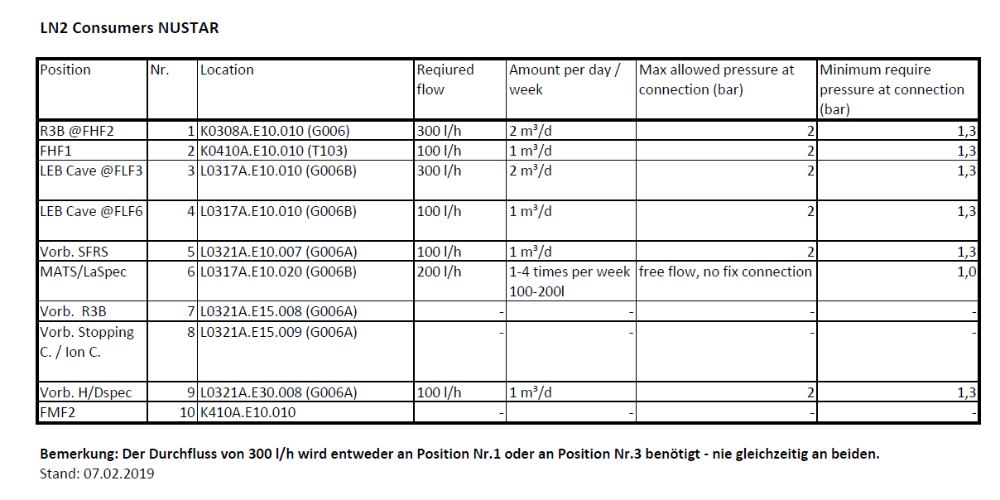 LN2 Consumers NUSTAR
Position Nr. Location Reqiured flow Amount per day / week Max allowed pressure at connection (bar) Minimum require pressure at connection (bar)
R3B @FHF2 1 K0308A.E10.010 (G006) 300 l/h 2 m³/d 2 1,3
FHF1 2 K0410A.E10.010 (T103) 100 l/h 1 m³/d 2 1,3
LEB Cave @FLF3 3 L0317A.E10.010 (G006B) 300 l/h 2 m³/d 2 1,3
LEB Cave @FLF6 4 L0317A.E10.010 (G006B) 100 l/h 1 m³/d 2 1,3
Vorb. SFRS 5 L0321A.E10.007 (G006A) 100 l/h 1 m³/d 2 1,3
MATS/LaSpec 6 L0317A.E10.020 (G006B) 200 l/h 1-4 times per week 100-200l free flow, no fix connection 1,0
Vorb. R3B 7 L0321A.E15.008 (G006A) - - - -
Vorb. Stopping C. / Ion C. 8 L0321A.E15.009 (G006A) - - - -
Vorb. H/Dspec 9 L0321A.E30.008 (G006A) 100 l/h 1 m³/d 2 1,3
FMF2 10 K410A.E10.010 - - - -
Bemerkung: Der Durchfluss von 300 l/h wird entweder an Position Nr.1 oder an Position Nr.3 benötigt - nie gleichzeitig an beiden.
Stand: 07.02.2019